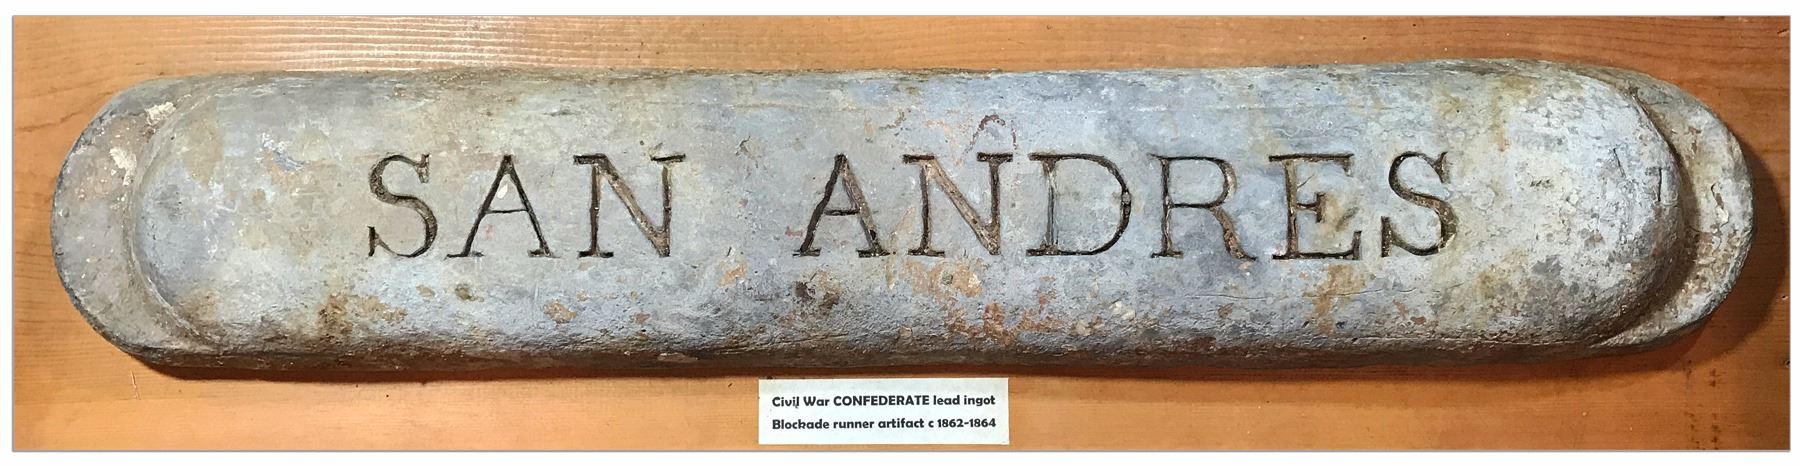 SAN ANDRES
Civil War CONFEDERATE lead ingot
Blockade runner artifact c 1862-1864